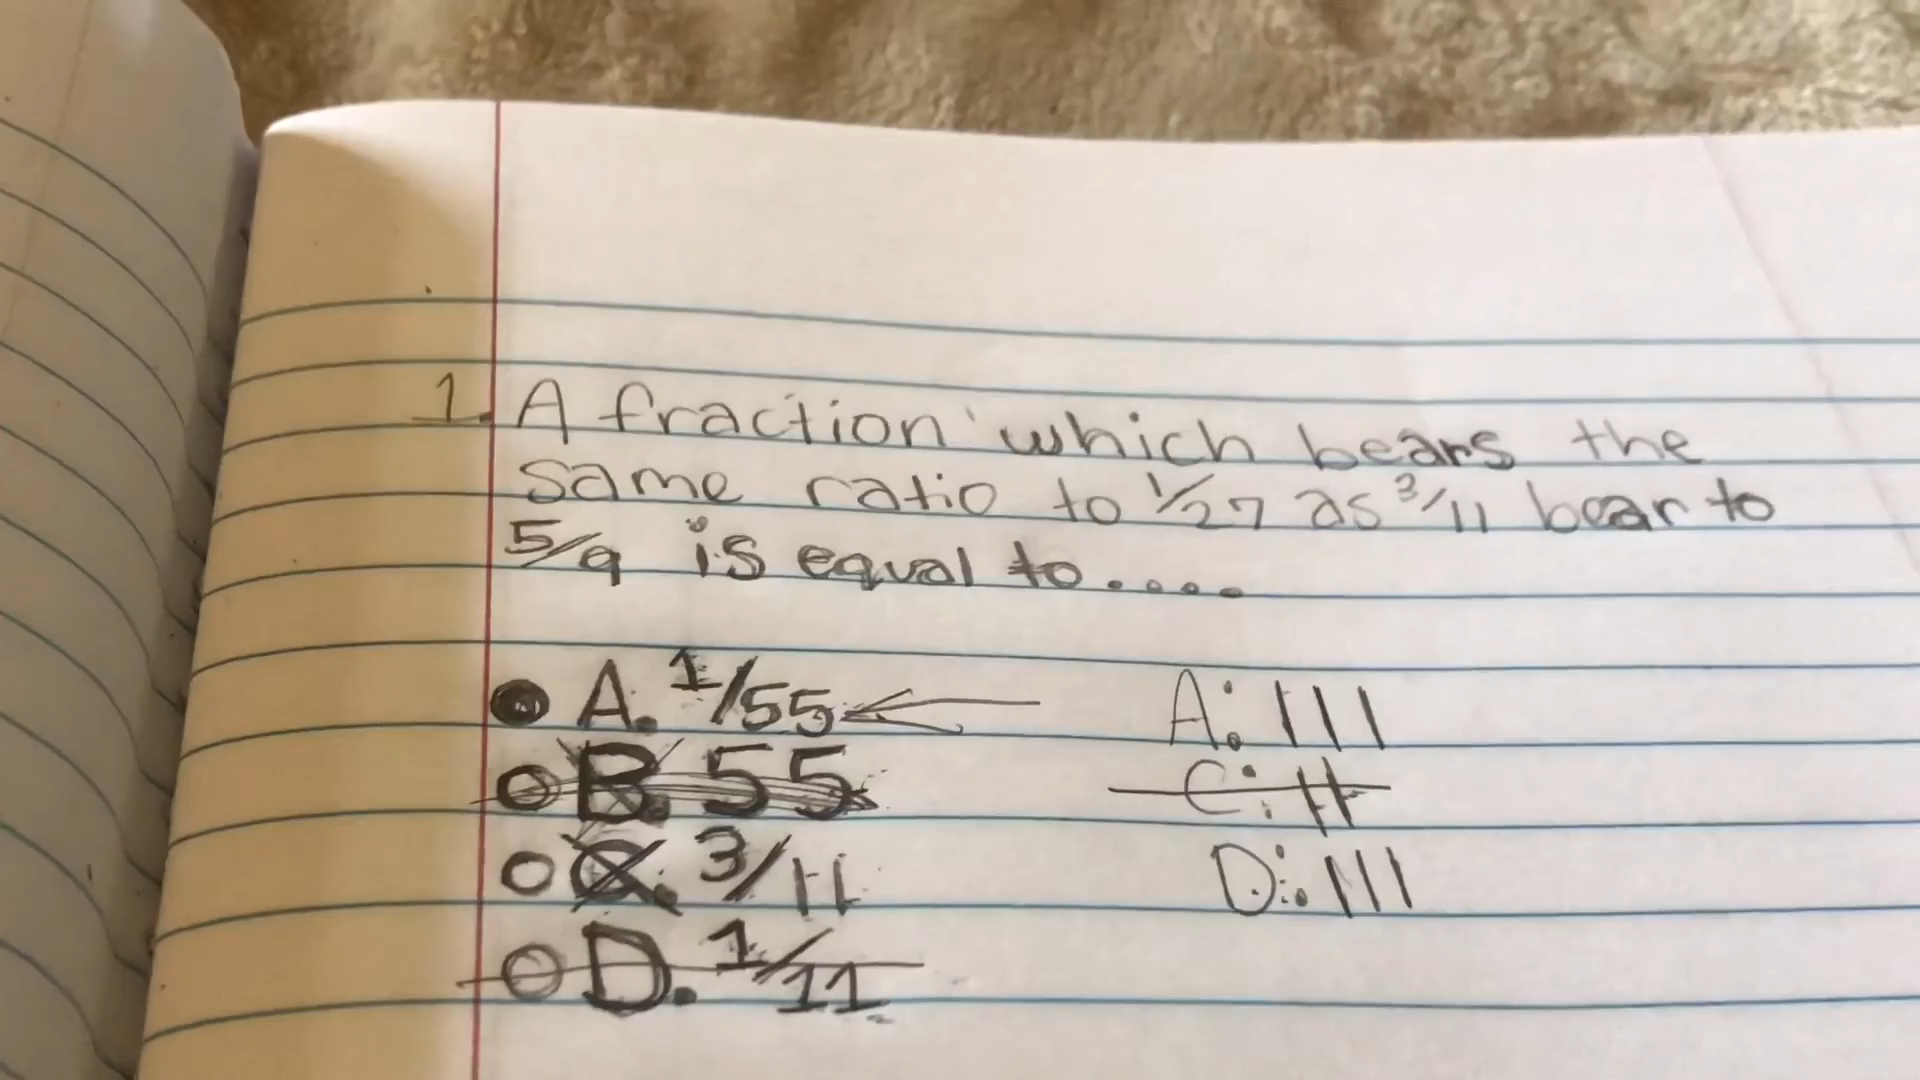 1. A fraction which bears the
same ratio to 1/27 as 3/11 bear to
5/9 is equal to....
A. 1/55
B. 55
C. 3/11
D. 1/11
A: III
C: II
D: III